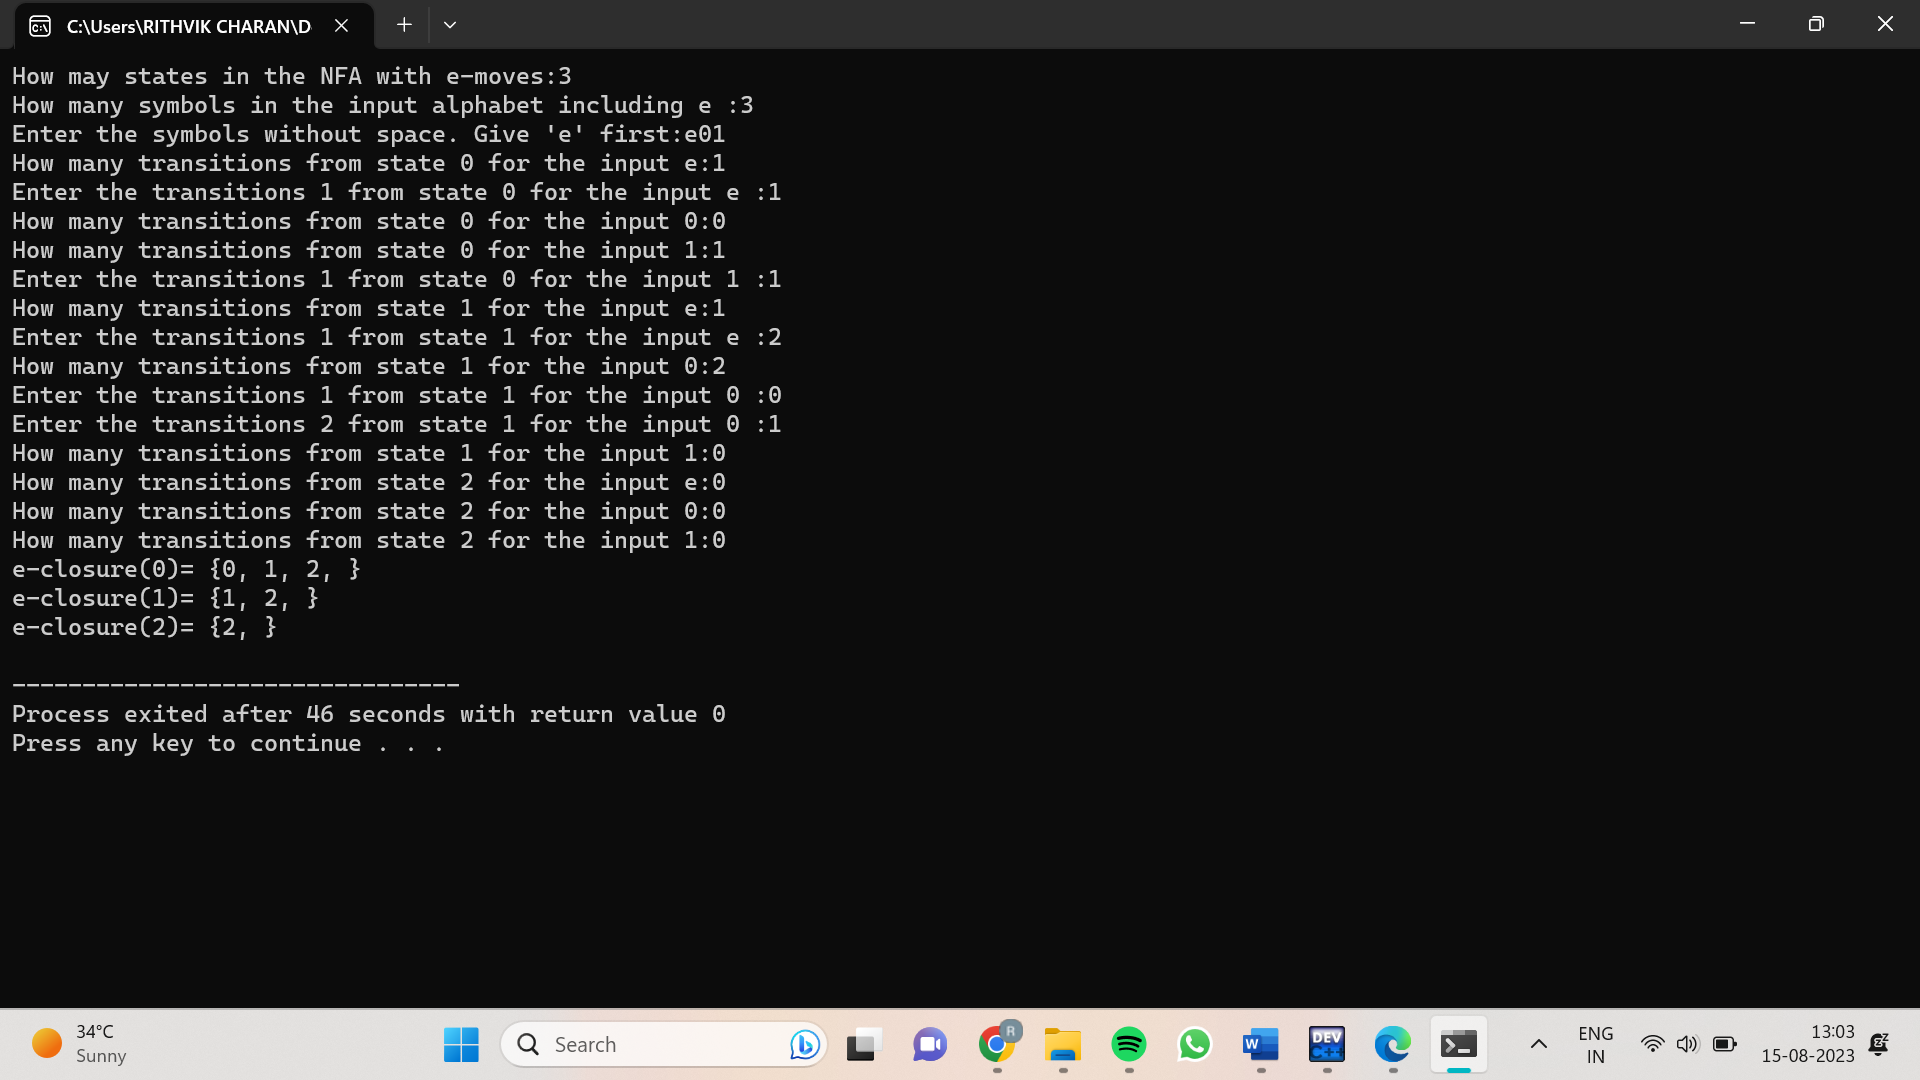 C:\Users\RITHVIK CHARAN\D
How may states in the NFA with e-moves:3
How many symbols in the input alphabet including e :3
Enter the symbols without space. Give 'e' first:e01
How many transitions from state 0 for the input e:1
Enter the transitions 1 from state 0 for the input e :1
How many transitions from state 0 for the input 0:0
How many transitions from state 0 for the input 1:1
Enter the transitions 1 from state 0 for the input 1 :1
How many transitions from state 1 for the input e:1
Enter the transitions 1 from state 1 for the input e :2
How many transitions from state 1 for the input 0:2
Enter the transitions 1 from state 1 for the input 0 :0
Enter the transitions 2 from state 1 for the input 0 :1
How many transitions from state 1 for the input 1:0
How many transitions from state 2 for the input e:0
How many transitions from state 2 for the input 0:0
How many transitions from state 2 for the input 1:0
e-closure(0)= {0, 1, 2, }
e-closure(1)= {1, 2, }
e-closure(2)= {2, }
--------------------------------
Process exited after 46 seconds with return value 0
Press any key to continue . . .
34°C
Sunny
Search
R
W
DEV
C++
ENG
IN
13:03
15-08-2023